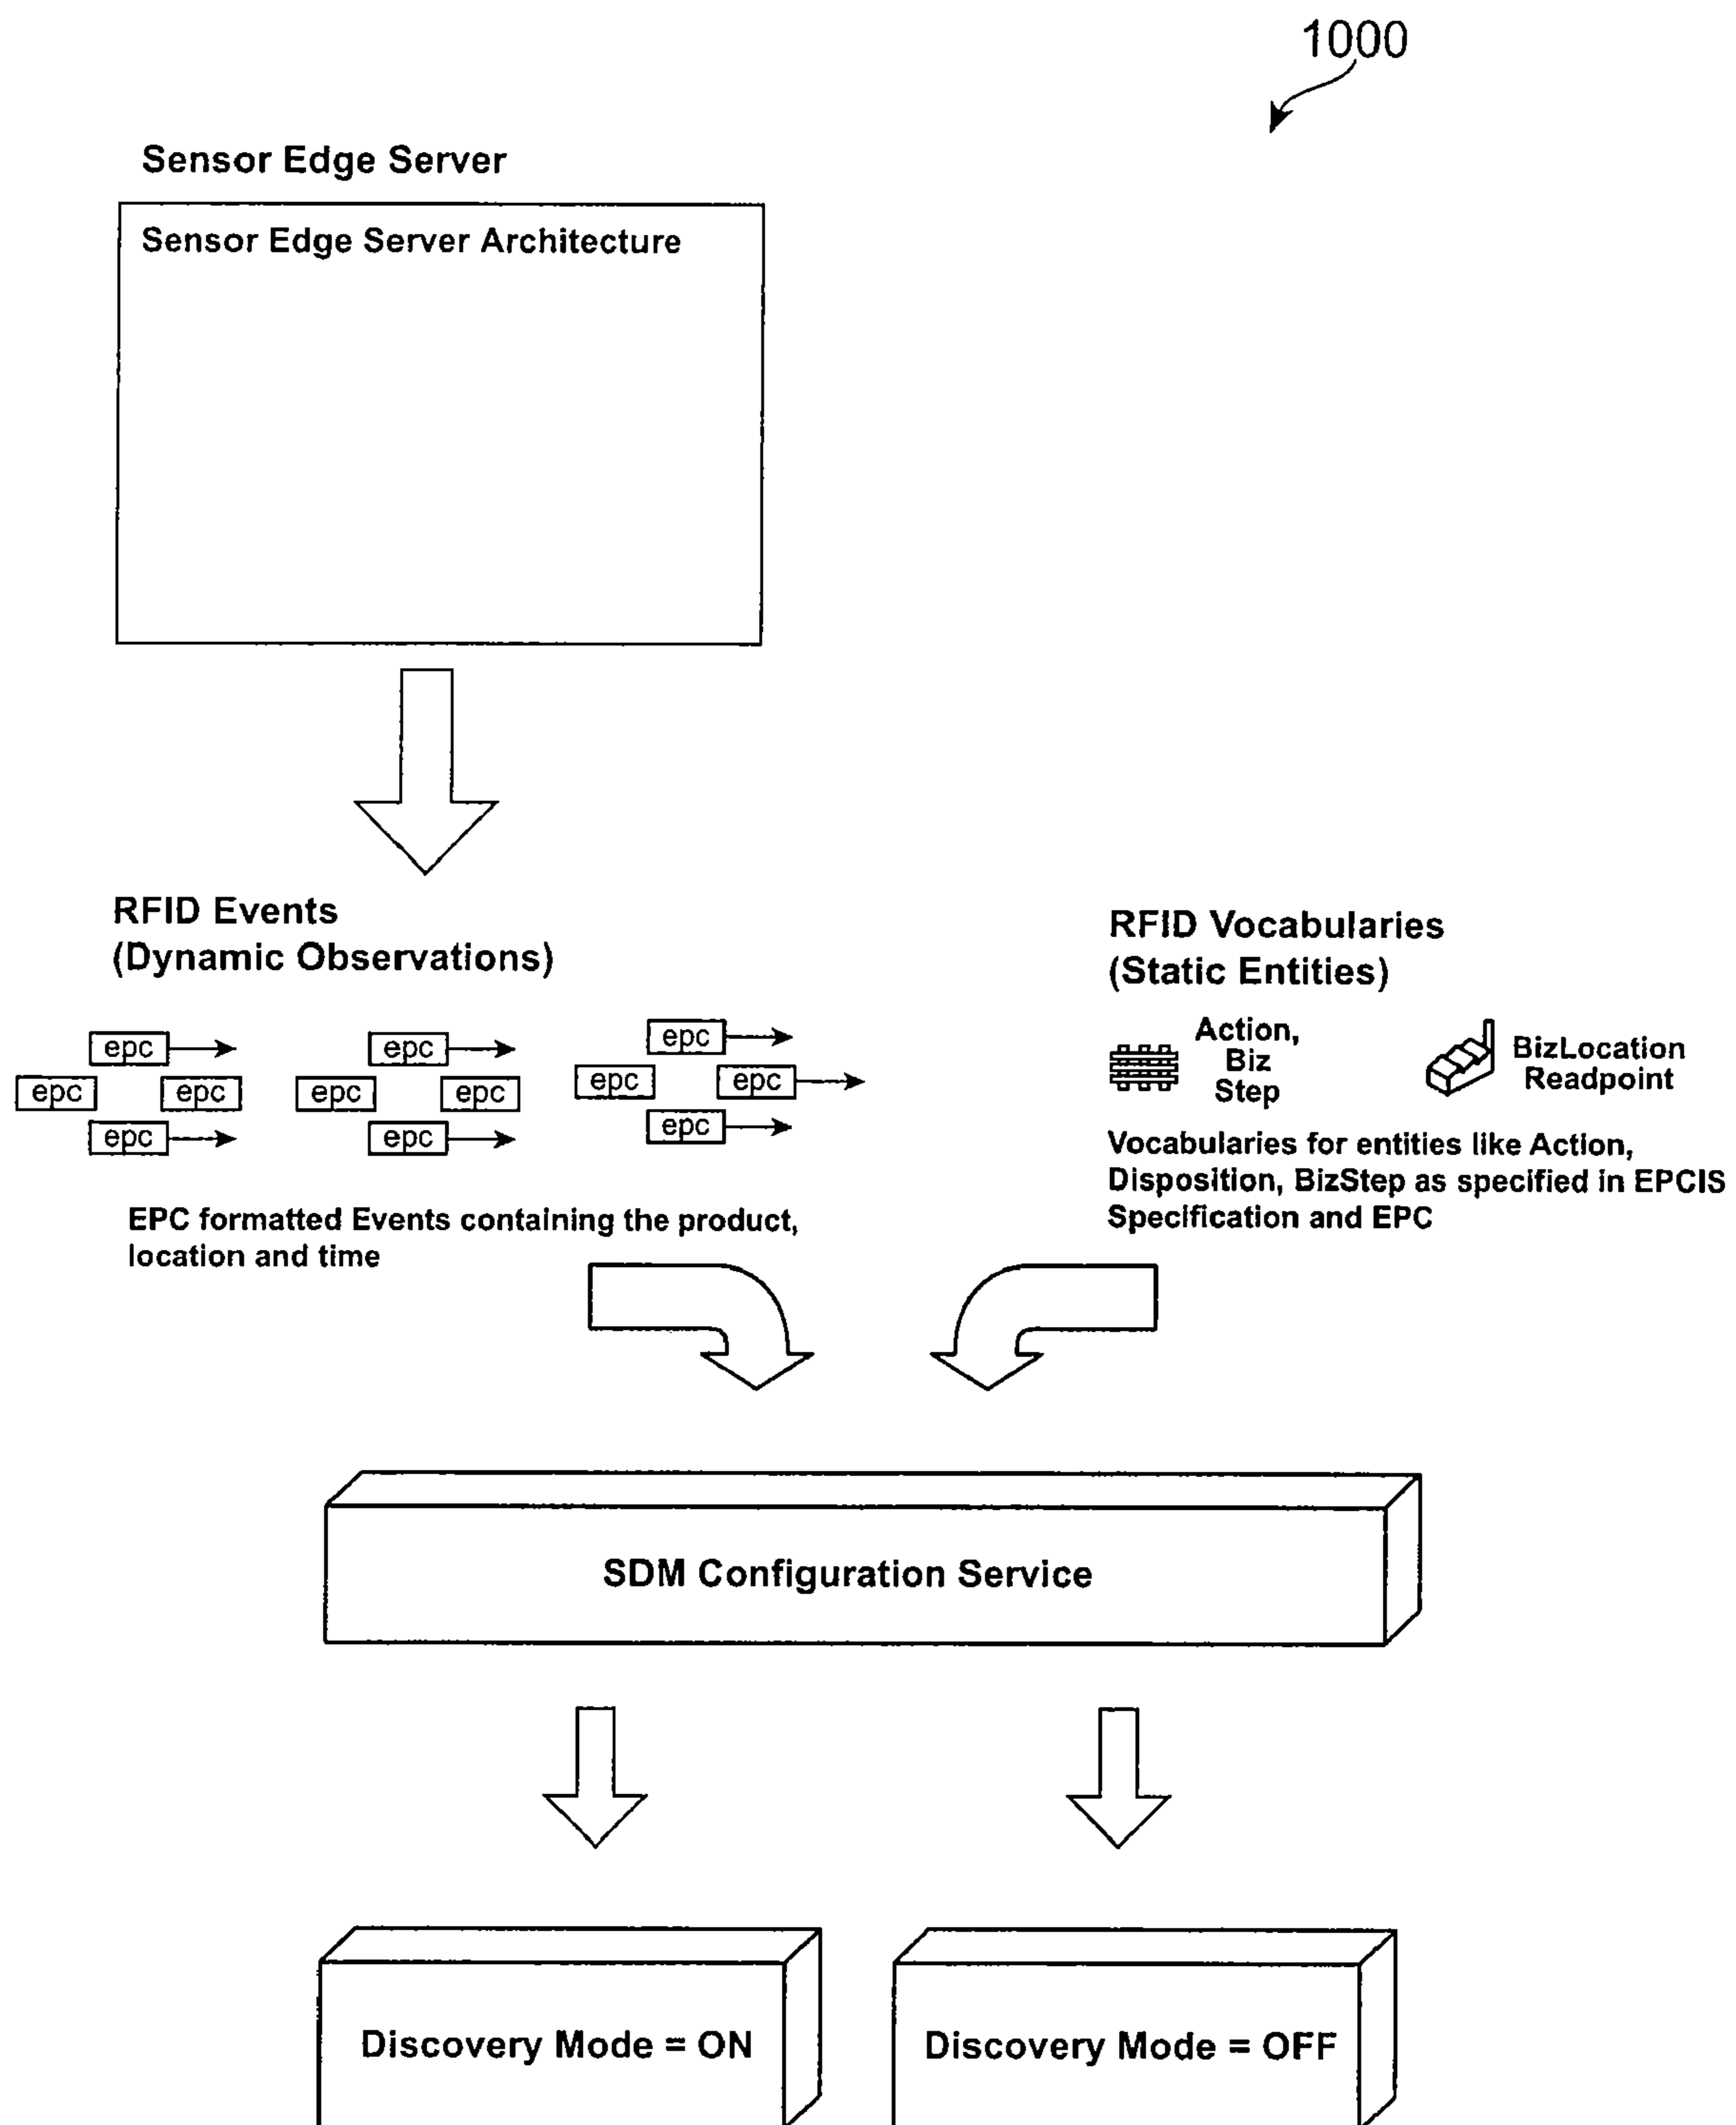 1000
Sensor Edge Server
Sensor Edge Server Architecture
RFID Events
(Dynamic Observations)
epc
epc
epc
epc
epc
epc
epc
epc
epc
epc
epc
epc
EPC formatted Events containing the product,
location and time
RFID Vocabularies
(Static Entities)
Action,
Biz
Step
BizLocation
Readpoint
Vocabularies for entities like Action,
Disposition, BizStep as specified in EPCIS
Specification and EPC
SDM Configuration Service
Discovery Mode = ON
Discovery Mode = OFF